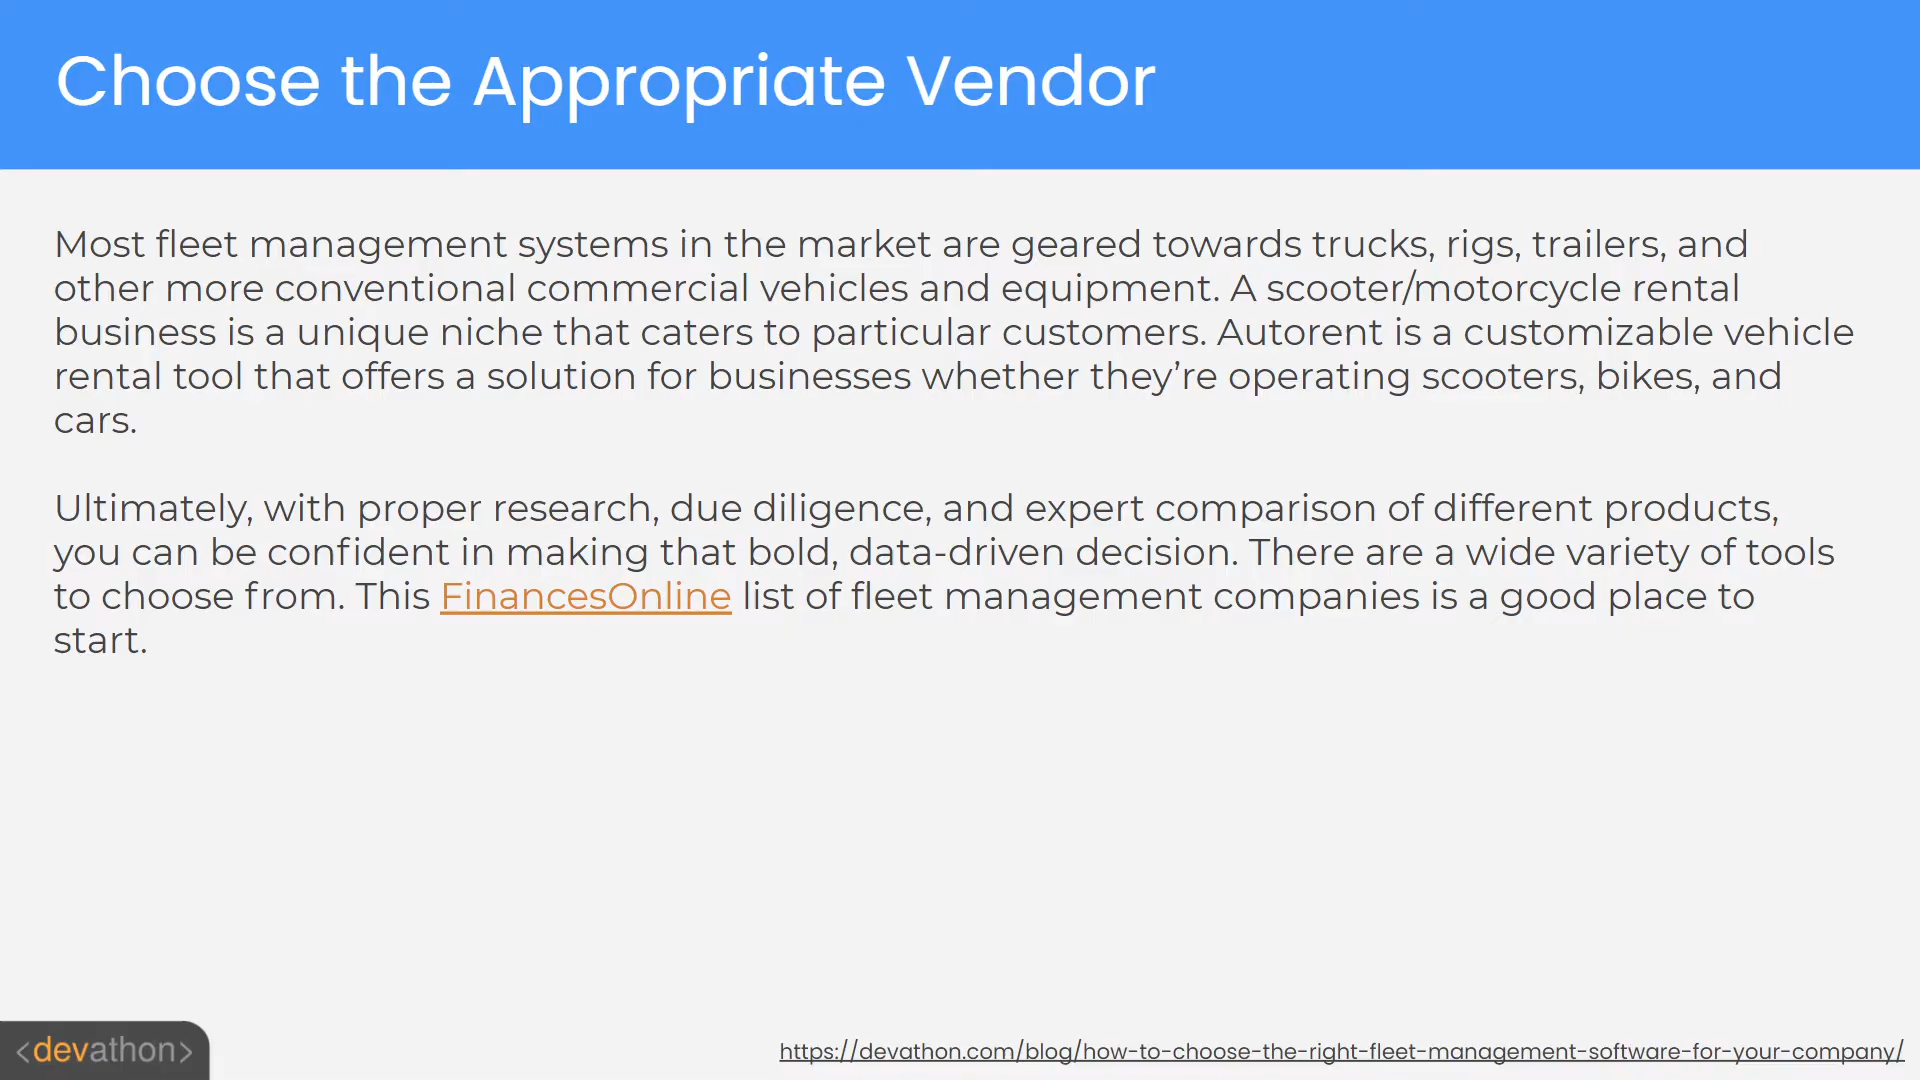 Choose the Appropriate Vendor
Most fleet management systems in the market are geared towards trucks, rigs, trailers, and
other more conventional commercial vehicles and equipment. A scooter/motorcycle rental
business is a unique niche that caters to particular customers. Autorent is a customizable vehicle
rental tool that offers a solution for businesses whether they’re operating scooters, bikes, and
cars.
Ultimately, with proper research, due diligence, and expert comparison of different products,
you can be confident in making that bold, data-driven decision. There are a wide variety of tools
to choose from. This FinancesOnline list of fleet management companies is a good place to
start.
<devathon>
https://devathon.com/blog/how-to-choose-the-right-fleet-management-software-for-your-company/